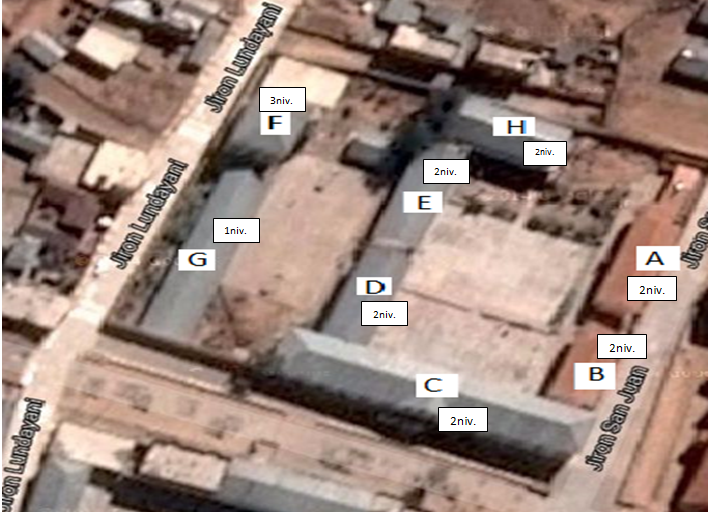 Jiron Lundayani
3niv.
F
H
2niv.
2niv.
E
Jiron Lundayani
1niv.
G
A
D
2niv.
2niv.
2niv.
B
C
2niv.
Jiron San Juan
Jiron Lundayani